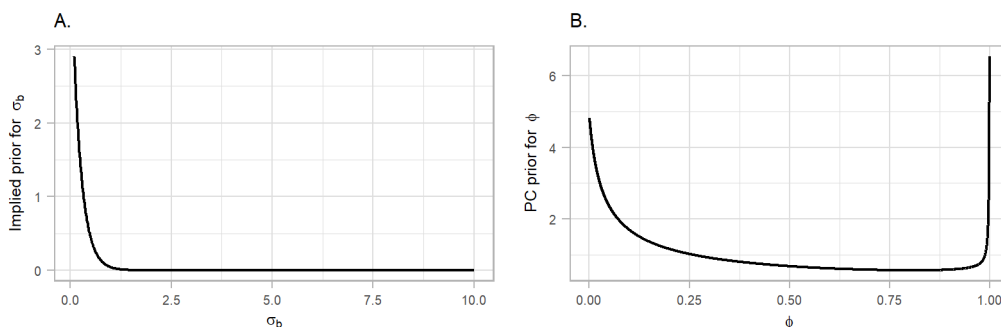 A.
Implied prior for σb
3
2
1
0
0.0 2.5 5.0 7.5 10.0
σb
B.
PC prior for ϕ
6
4
2
0.00 0.25 0.50 0.75 1.00
ϕ